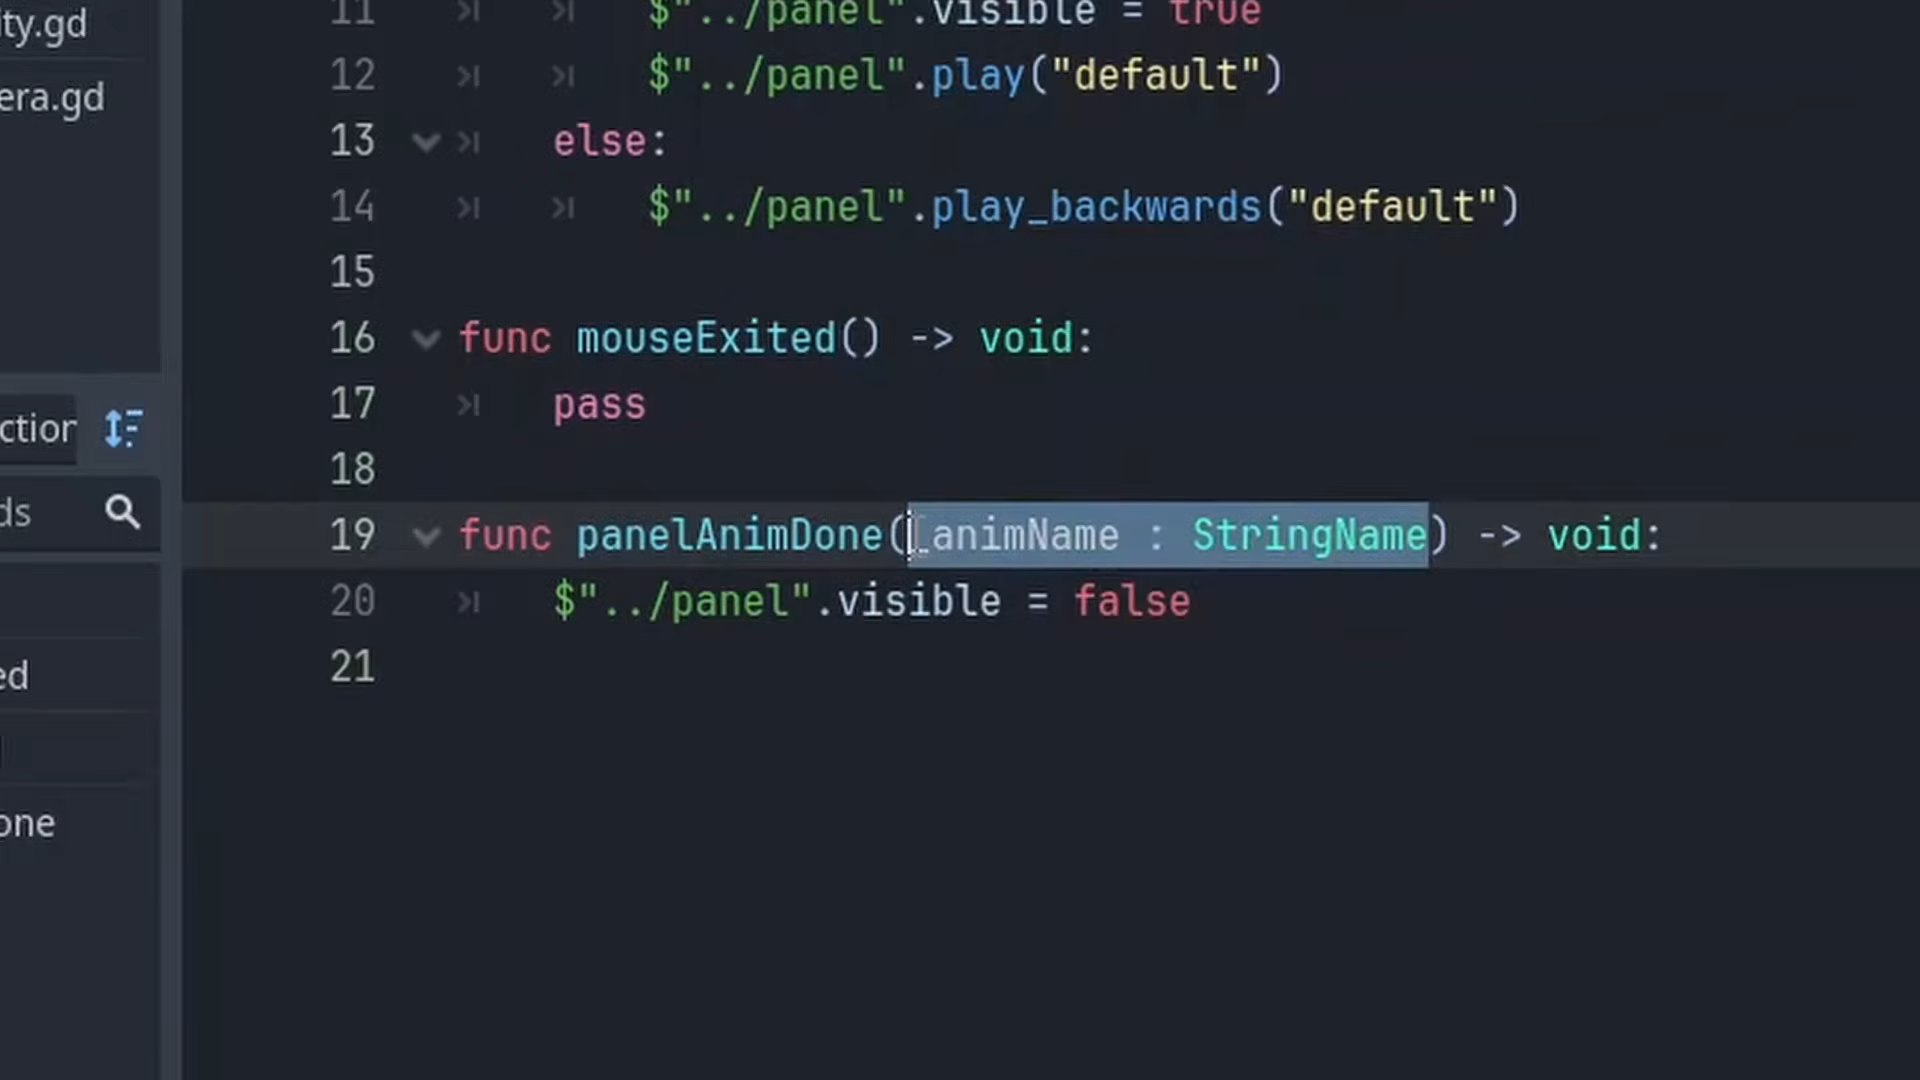 ty.gd
era.gd
ction
ds
ed
one
11 $"../panel".visible = true
12 $"../panel".play("default")
13 else:
14 $"../panel".play_backwards("default")
15
16 func mouseExited() -> void:
17 pass
18
19 func panelAnimDone(_animName : StringName) -> void:
20 $"../panel".visible = false
21